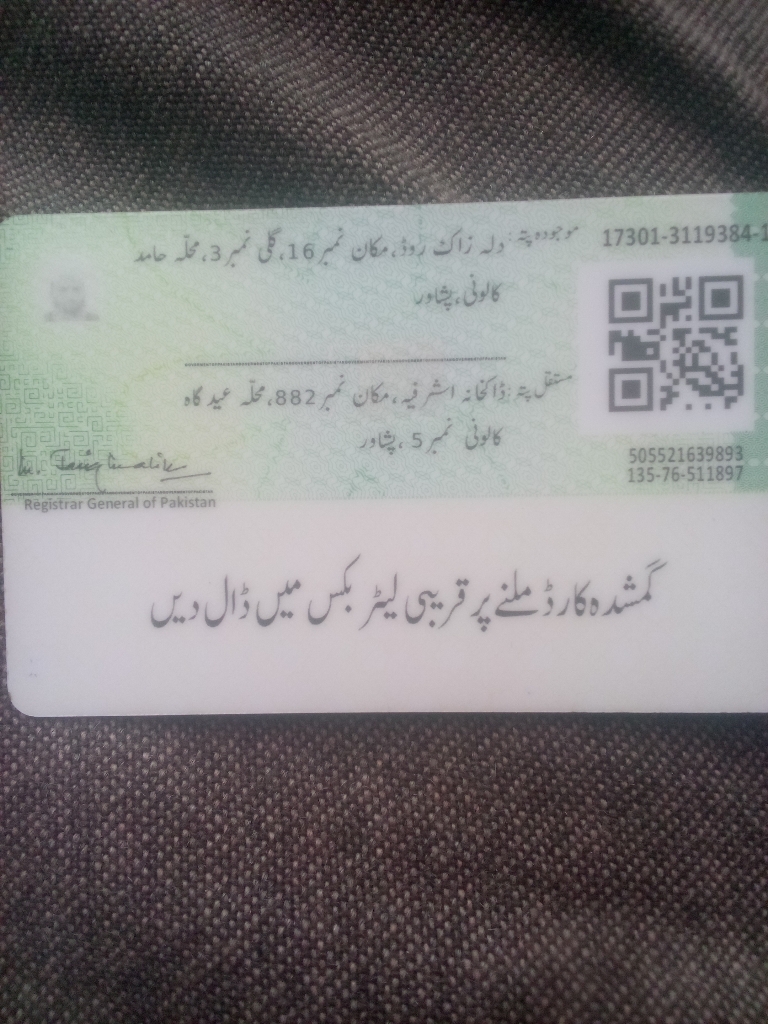 موجودہ پتہ: دلہ زاک روڈ، مکان نمبر 16، گلی نمبر 3، محلّہ حامد
کالونی، پشاور
17301-3119384-1
مستقل پتہ: ڈاکخانہ اشرفیہ، مکان نمبر 882، محلّہ عید گاہ
کالونی نمبر 5، پشاور
505521639893
135-76-511897
Registrar General of Pakistan
گمشدہ کارڈ ملنے پر قریبی لیٹر بکس میں ڈال دیں